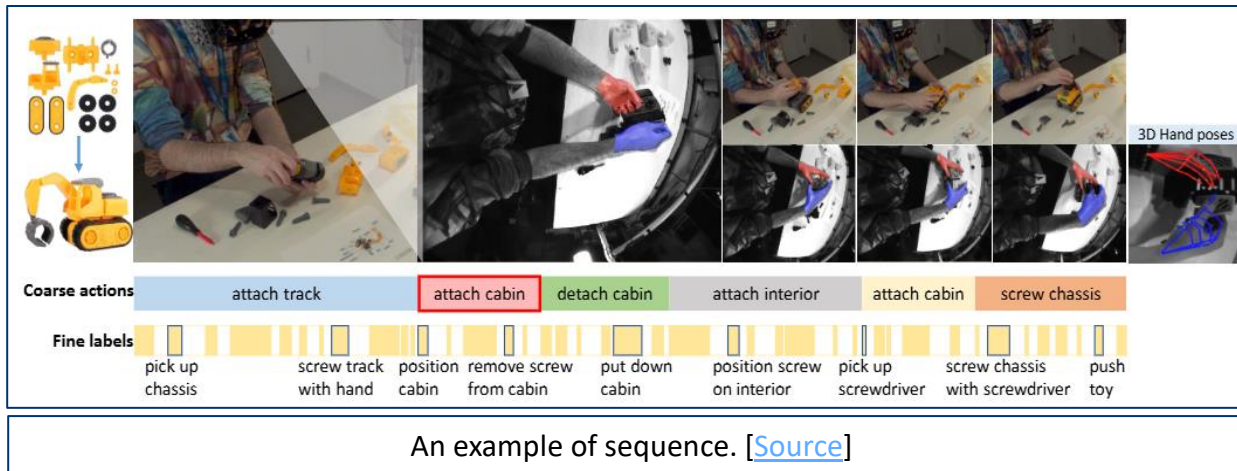 3D Hand poses
Coarse actions
attach track
attach cabin
detach cabin
attach interior
attach cabin
screw chassis
Fine labels
pick up
chassis
screw track
with hand
position
cabin
remove screw
from cabin
put down
cabin
position screw
on interior
pick up
screwdriver
screw chassis
with screwdriver
push
toy
An example of sequence. [Source]